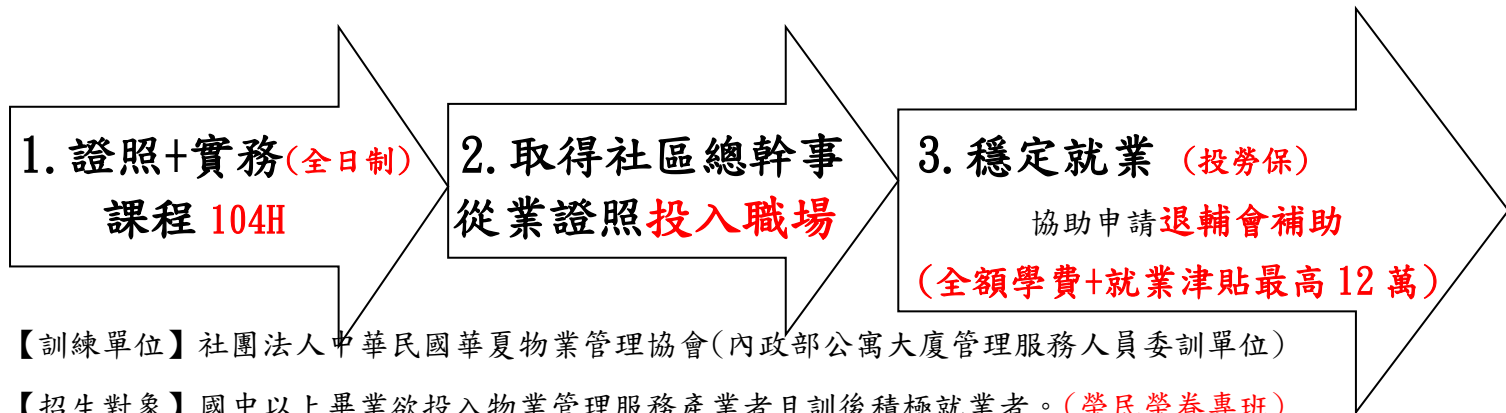 1.證照+實務(全日制)
課程 104H
2.取得社區總幹事
從業證照投入職場
3.穩定就業 (投勞保)
協助申請退輔會補助
(全額學費+就業津貼最高 12 萬)
【訓練單位】社團法人中華民國華夏物業管理協會(內政部公寓大廈管理服務人員委訓單位)
【招生對象】國中以上畢業欲投入物業管理服務產業者且訓後積極就業者。(榮民榮眷專班)